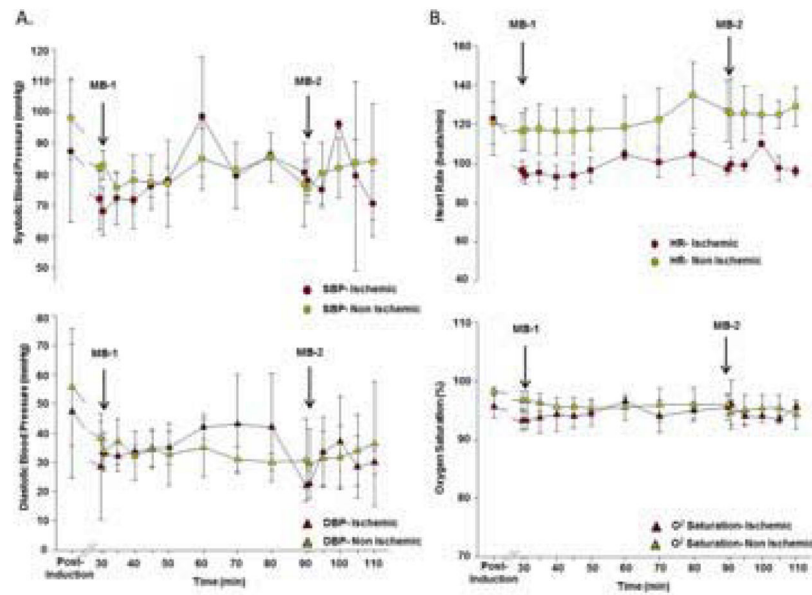 A.
MB-1
MB-2
Systolic Blood Pressure (mmHg)
120
110
100
90
80
70
60
50
SBP- Ischemic
SBP- Non Ischemic
MB-1
MB-2
Diastolic Blood Pressure (mmHg)
80
70
60
50
40
30
20
10
0
DBP- Ischemic
DBP- Non Ischemic
Post-
Induction
30 40 50 60 70 80 90 100 110
Time (min)
B.
MB-1
MB-2
Heart Rate (beats/min)
160
140
120
100
80
60
40
HR- Ischemic
HR- Non Ischemic
MB-1
MB-2
Oxygen Saturation (%)
110
100
90
80
70
O² Saturation- Ischemic
O² Saturation- Non Ischemic
Post-
Induction
30 40 50 60 70 80 90 100 110
Time (min)